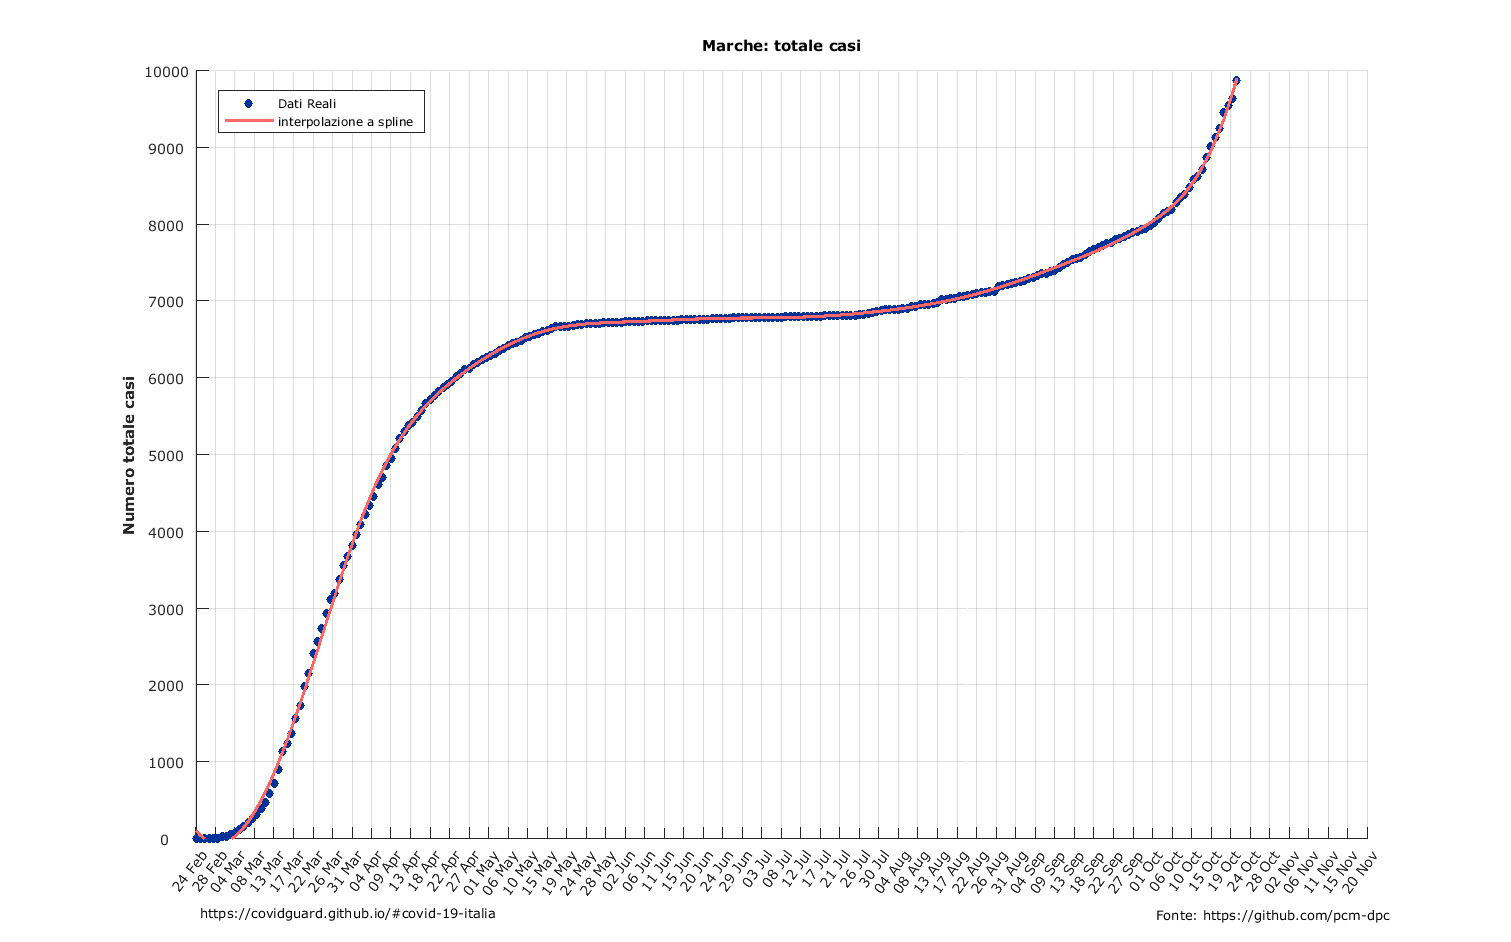 Marche: totale casi
10000
9000
8000
7000
6000
5000
4000
3000
2000
1000
0
Dati Reali
interpolazione a spline
Numero totale casi
24 Feb
28 Feb
04 Mar
08 Mar
13 Mar
17 Mar
22 Mar
26 Mar
31 Mar
04 Apr
09 Apr
13 Apr
18 Apr
22 Apr
27 Apr
01 May
06 May
10 May
15 May
19 May
24 May
28 May
02 Jun
06 Jun
11 Jun
15 Jun
20 Jun
24 Jun
29 Jun
03 Jul
08 Jul
12 Jul
17 Jul
21 Jul
26 Jul
30 Jul
04 Aug
08 Aug
13 Aug
17 Aug
22 Aug
26 Aug
31 Aug
04 Sep
09 Sep
13 Sep
18 Sep
22 Sep
27 Sep
01 Oct
06 Oct
10 Oct
15 Oct
19 Oct
24 Oct
28 Oct
02 Nov
06 Nov
11 Nov
15 Nov
20 Nov
https://covidguard.github.io/#covid-19-italia
Fonte: https://github.com/pcm-dpc